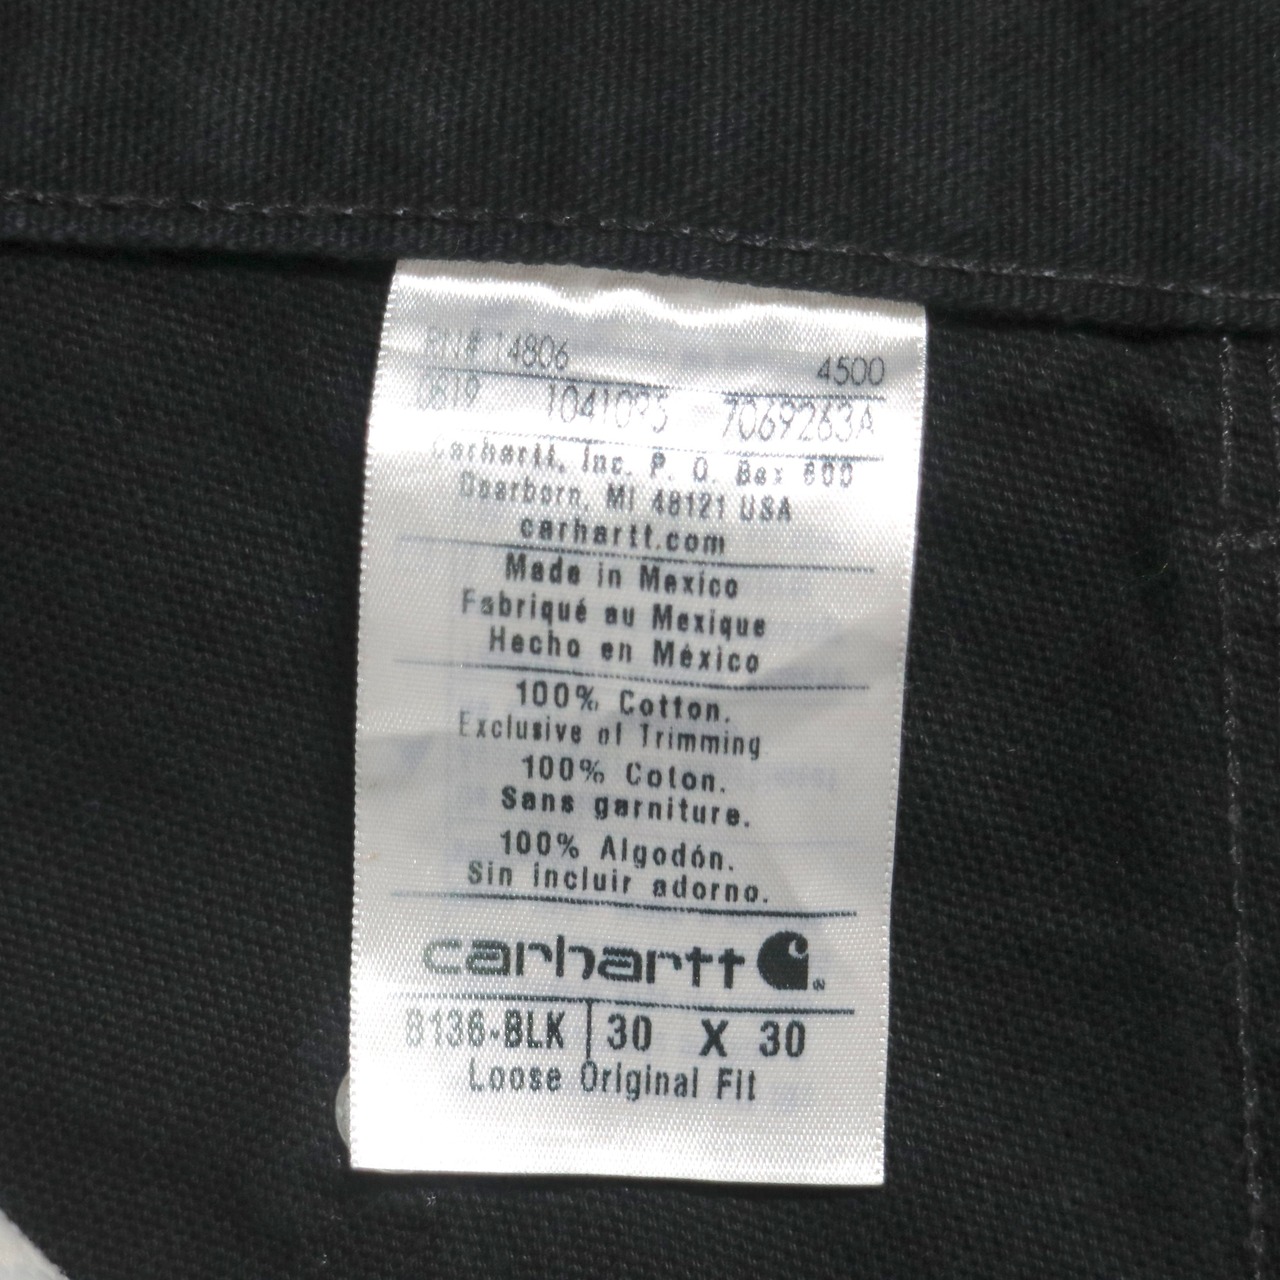 RN# 14806 4500
0619 7069263A
Carhartt, Inc. P. O. Box 600
Dearborn, MI 48121 USA
carhartt.com
Made in Mexico
Fabriqué au Mexique
Hecho en México
100% Cotton.
Exclusive of Trimming
100% Coton.
Sans garniture.
100% Algodón.
Sin incluir adorno.
carhartt ®
B136-BLK 30 X 30
Loose Original Fit